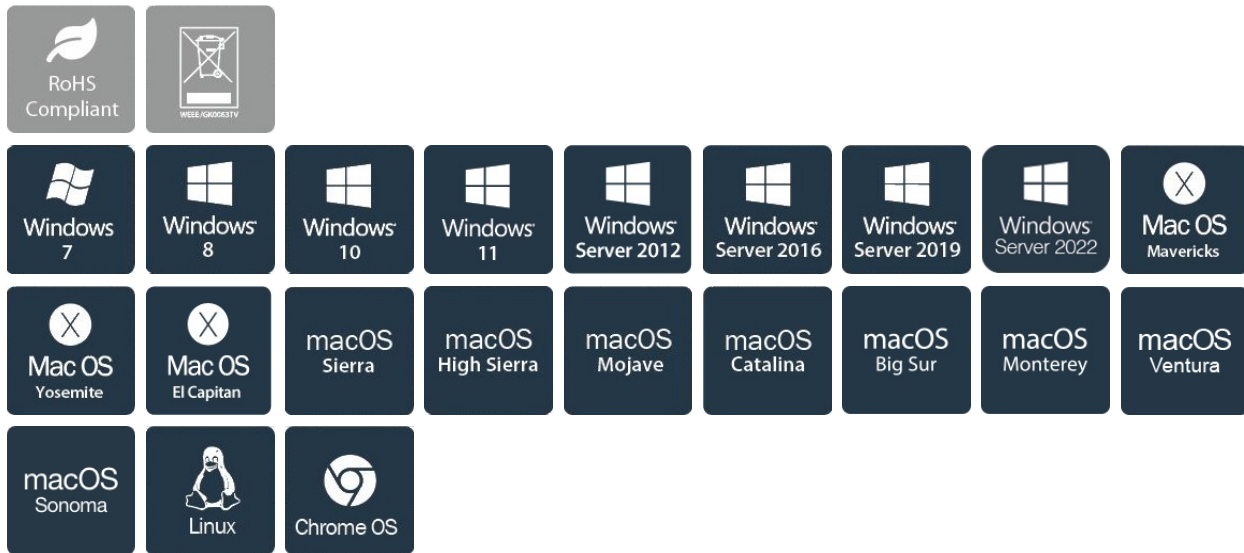 RoHS
Compliant
WEEE/GK0083TV
Windows
7
Windows
8
Windows
10
Windows
11
Windows
Server 2012
Windows
Server 2016
Windows
Server 2019
Windows
Server 2022
X
Mac OS
Mavericks
X
Mac OS
Yosemite
X
Mac OS
El Capitan
macOS
Sierra
macOS
High Sierra
macOS
Mojave
macOS
Catalina
macOS
Big Sur
macOS
Monterey
macOS
Ventura
macOS
Sonoma
Linux
Chrome OS